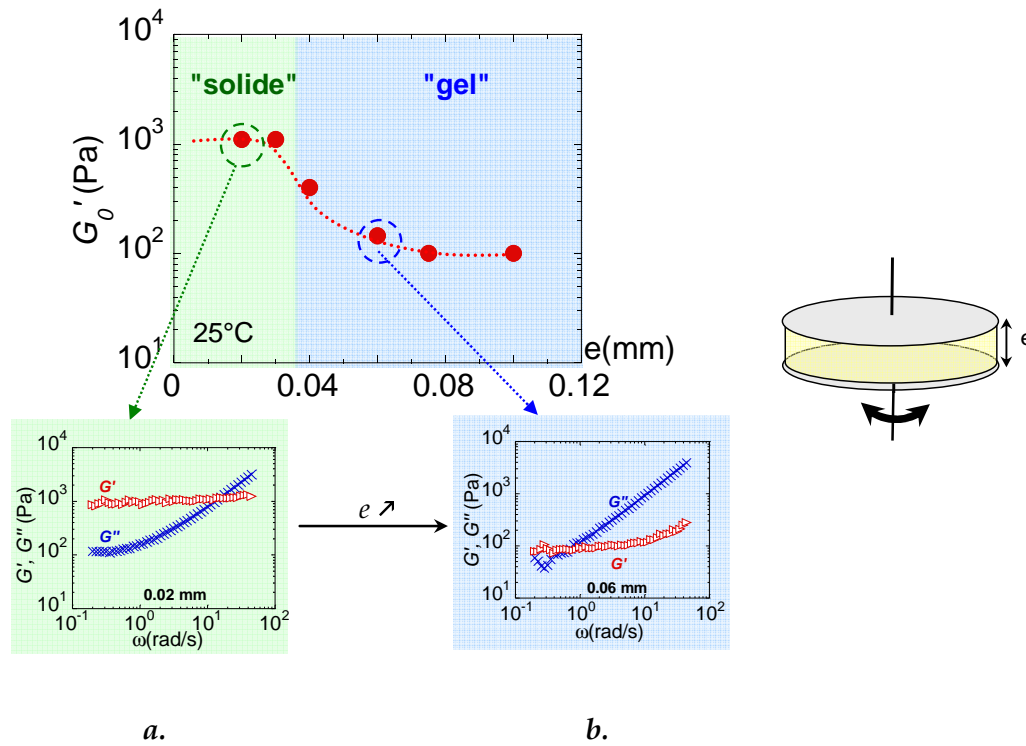 10⁴
"solide" "gel"
10³
G₀' (Pa)
10²
25°C
10¹
e(mm)
0 0.04 0.08 0.12
e
10⁴
10³
10²
10¹
G', G" (Pa)
G'
G"
0.02 mm
10⁻¹ 10⁰ 10¹ 10²
ω(rad/s)
e ↗
10⁴
10³
10²
10¹
G', G" (Pa)
G"
G'
0.06 mm
10⁻¹ 10⁰ 10¹ 10²
ω(rad/s)
a. b.